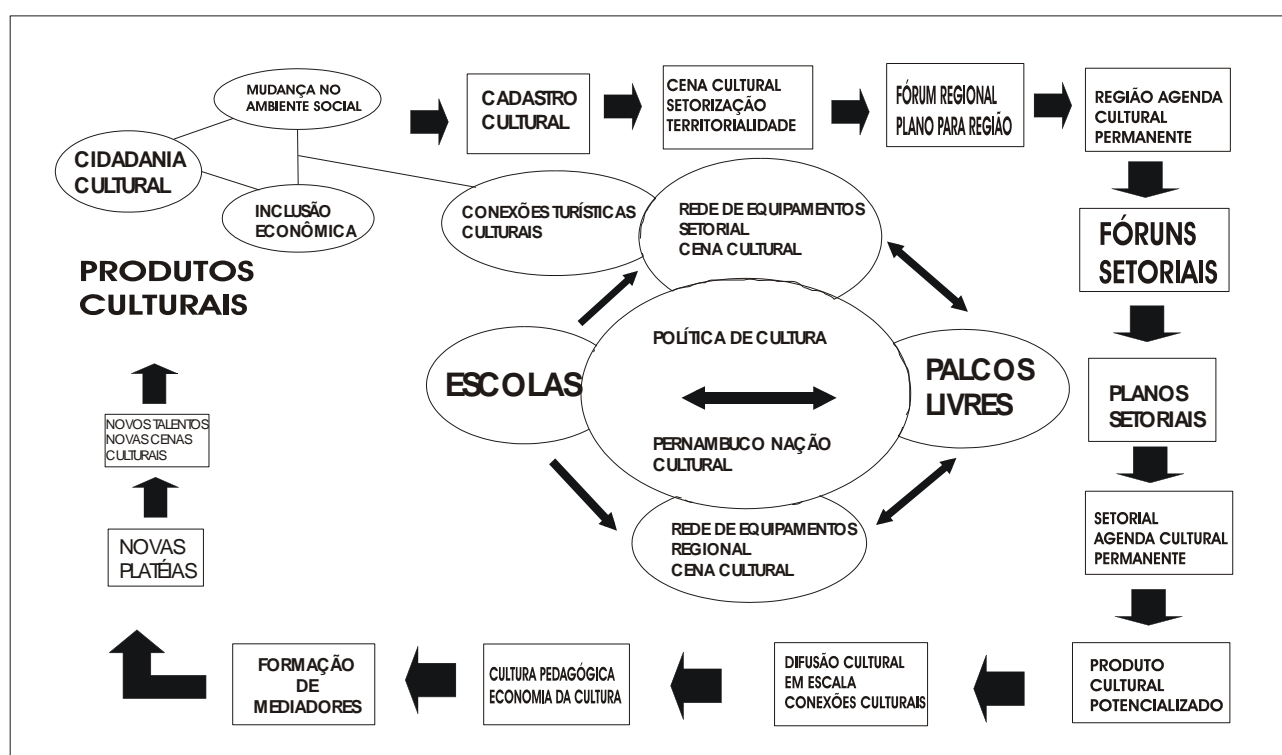 MUDANÇA NO
AMBIENTE SOCIAL
CIDADANIA
CULTURAL
INCLUSÃO
ECONÔMICA
CADASTRO
CULTURAL
CENA CULTURAL
SETORIZAÇÃO
TERRITORIALIDADE
FÓRUM REGIONAL
PLANO PARA REGIÃO
REGIÃO AGENDA
CULTURAL
PERMANENTE
CONEXÕES TURÍSTICAS
CULTURAIS
REDE DE EQUIPAMENTOS
SETORIAL
CENA CULTURAL
FÓRUNS
SETORIAIS
PRODUTOS
CULTURAIS
POLÍTICA DE CULTURA
ESCOLAS
PALCOS
LIVRES
PLANOS
SETORIAIS
PERNAMBUCO NAÇÃO
CULTURAL
NOVOS TALENTOS
NOVAS CENAS
CULTURAIS
REDE DE EQUIPAMENTOS
REGIONAL
CENA CULTURAL
SETORIAL
AGENDA CULTURAL
PERMANENTE
NOVAS
PLATÉIAS
FORMAÇÃO
DE
MEDIADORES
CULTURA PEDAGÓGICA
ECONOMIA DA CULTURA
DIFUSÃO CULTURAL
EM ESCALA
CONEXÕES CULTURAIS
PRODUTO
CULTURAL
POTENCIALIZADO